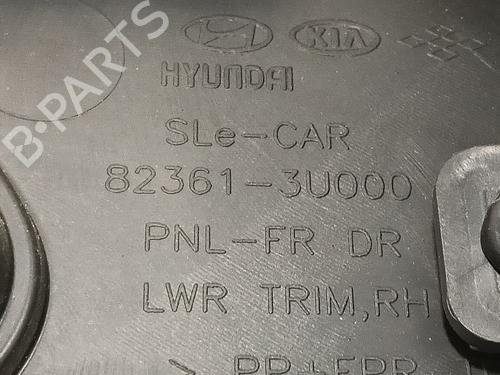 KIA
HYUNDAI
SLe-CAR
82361-3U000
PNL-FR DR
LWR TRIM,RH
B-PARTS